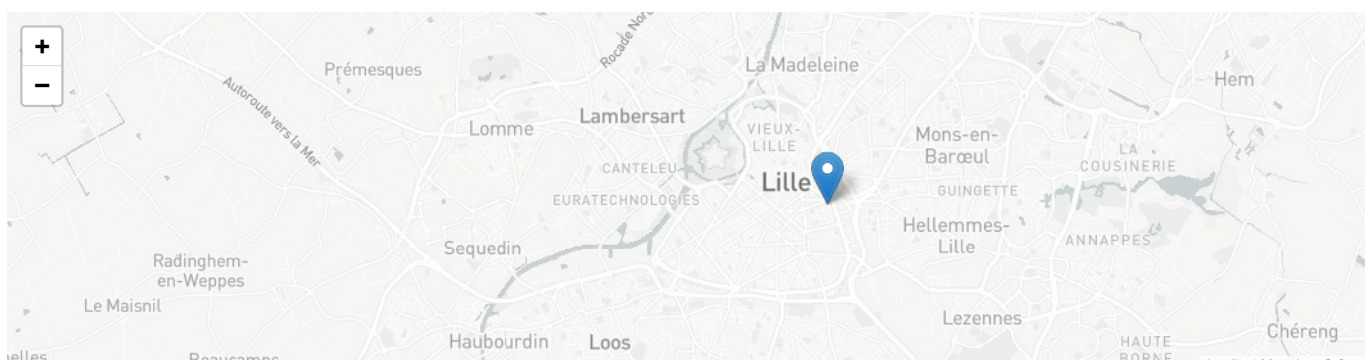 +
−
Prémesques
Rocade Nord
La Madeleine
Hem
Autoroute vers La Mer
Lomme
Lambersart
VIEUX-
LILLE
Mons-en-
Barœul
LA
COUSINERIE
CANTELEU
Lille
GUINGETTE
EURATECHNOLOGIES
Hellemmes-
Lille
ANNAPPES
Sequedin
Radinghem-
en-Weppes
Le Maisnil
Lezennes
Chéreng
Haubourdin
Loos
HAUTE
BORNE